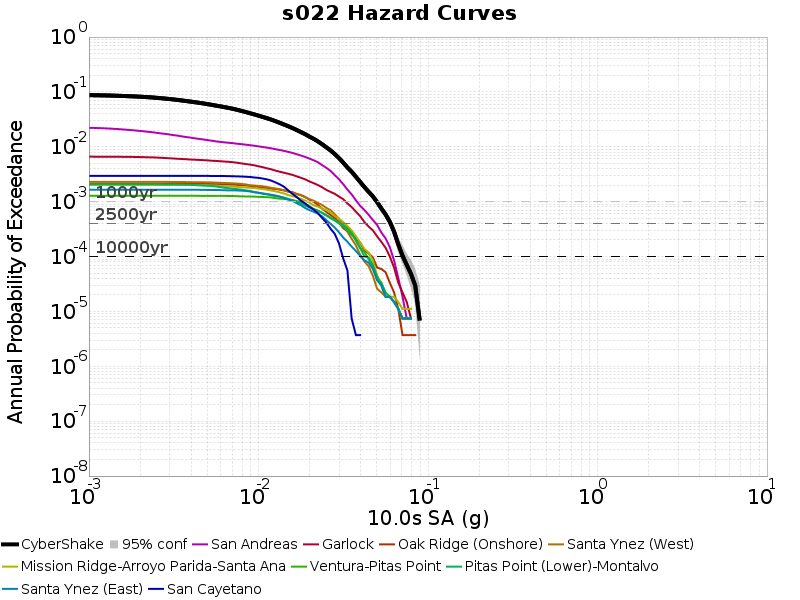 s022 Hazard Curves
Annual Probability of Exceedance
10^0
10^-1
10^-2
10^-3
10^-4
10^-5
10^-6
10^-7
10^-8
1000yr
2500yr
10000yr
10^-3 10^-2 10^-1 10^0 10^1
10.0s SA (g)
CyberShake 95% conf San Andreas Garlock Oak Ridge (Onshore) Santa Ynez (West)
Mission Ridge-Arroyo Parida-Santa Ana Ventura-Pitas Point Pitas Point (Lower)-Montalvo
Santa Ynez (East) San Cayetano